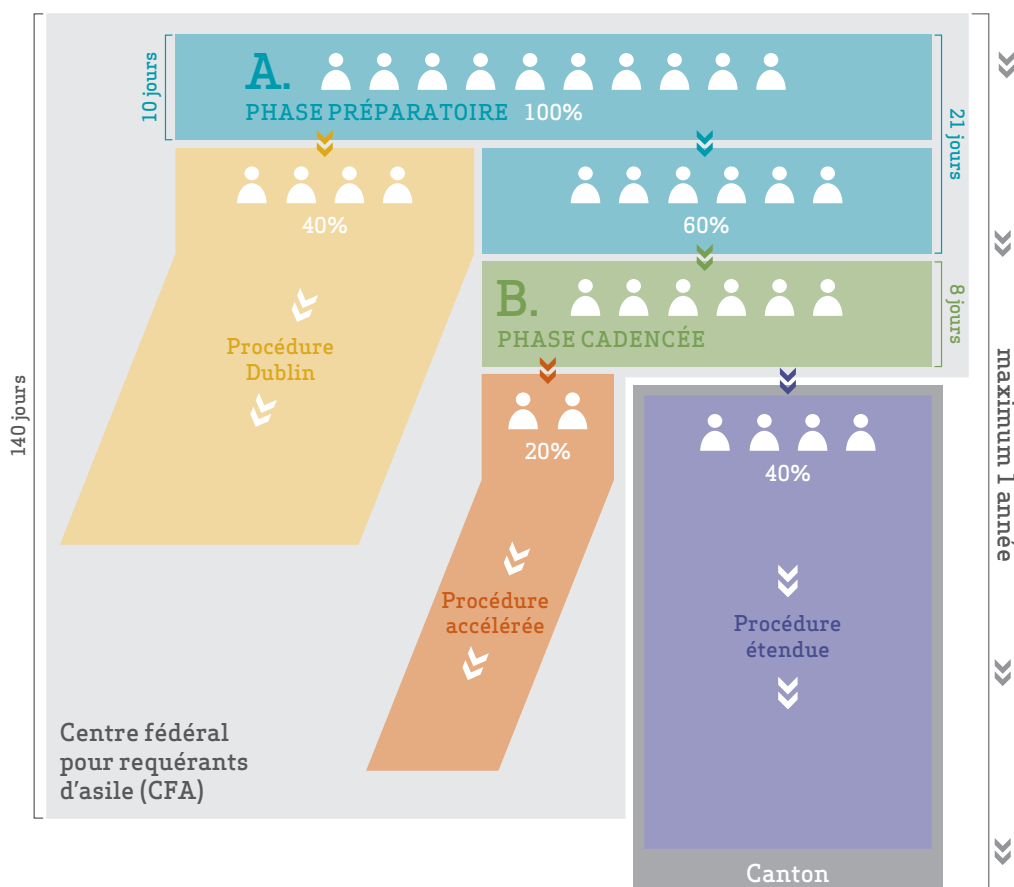 10 jours
A.
PHASE PRÉPARATOIRE 100%
21 jours
40%
60%
B.
PHASE CADENCÉE
8 jours
Procédure
Dublin
140 jours
maximum 1 année
20%
40%
Procédure
accélérée
Procédure
étendue
Centre fédéral
pour requérants
d'asile (CFA)
Canton